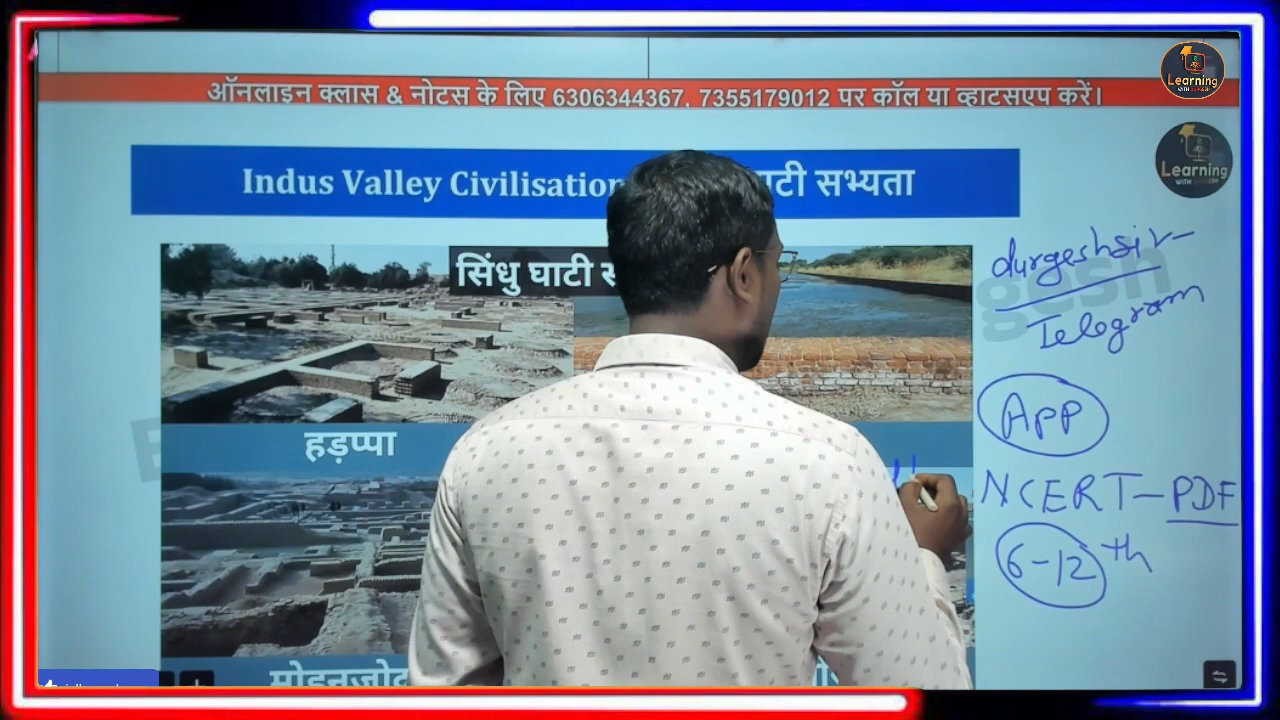 ऑनलाइन क्लास & नोटस के लिए 6306344367, 7355179012 पर कॉल या व्हाटसएप करें।
Learning
Learning
Indus Valley Civilisation घाटी सभ्यता
durgeshsir-
सिंधु घाटी
Telegram
App
हड़प्पा
NCERT-PDF
6-12th